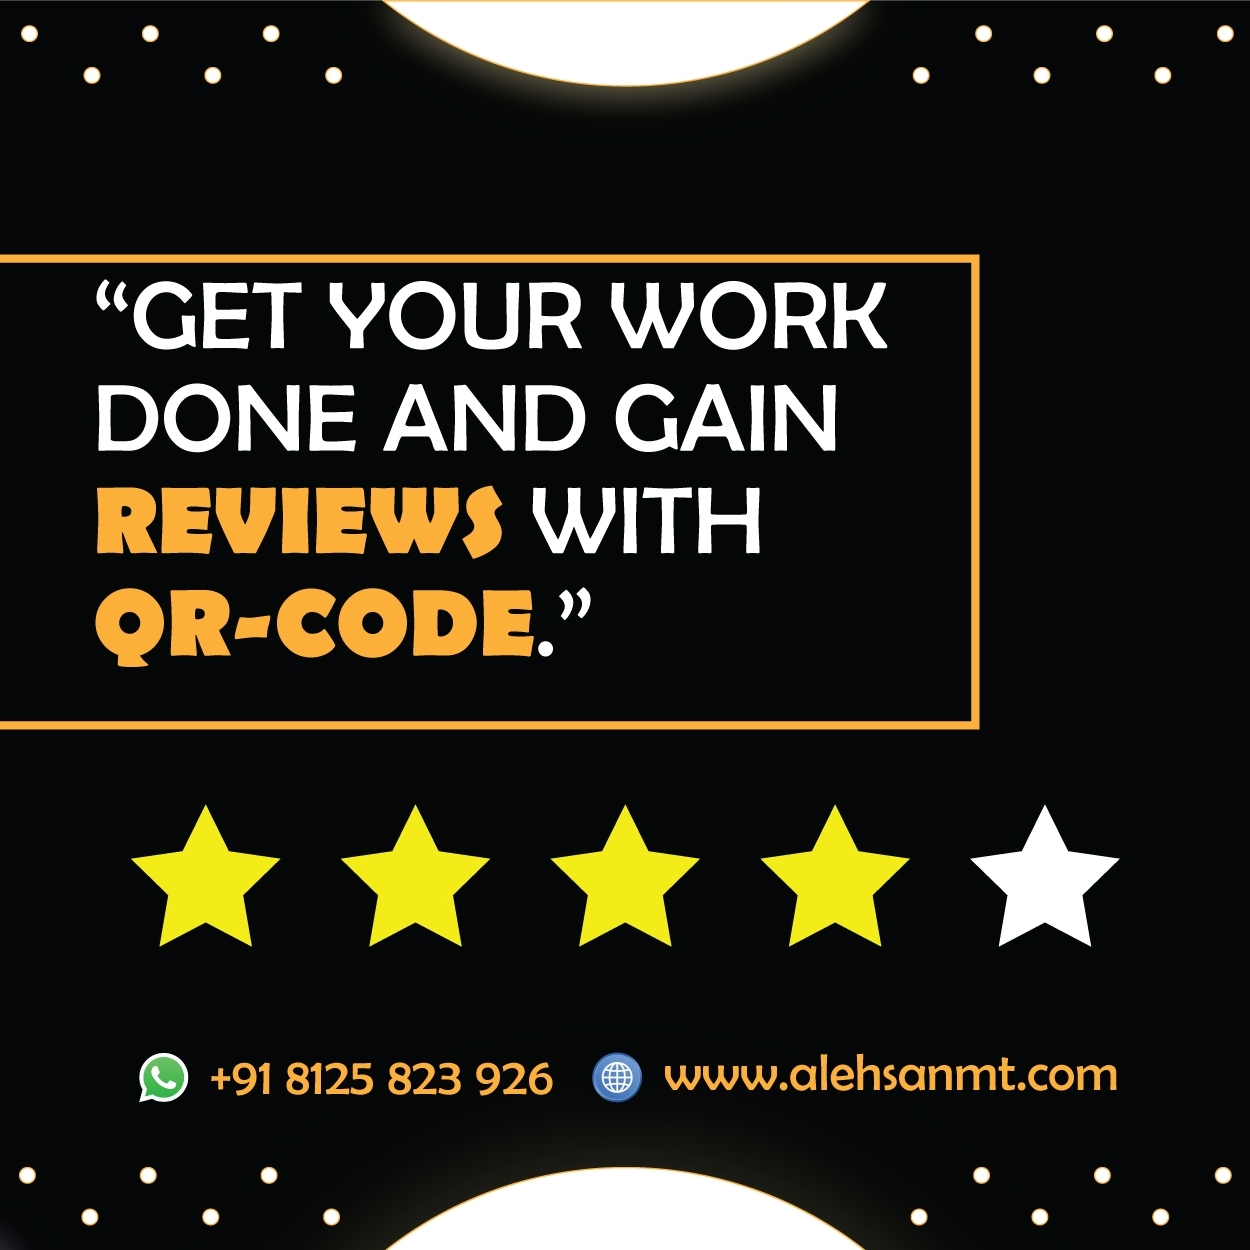 “GET YOUR WORK
DONE AND GAIN
REVIEWS WITH
QR-CODE.”
+91 8125 823 926 www.alehsanmt.com